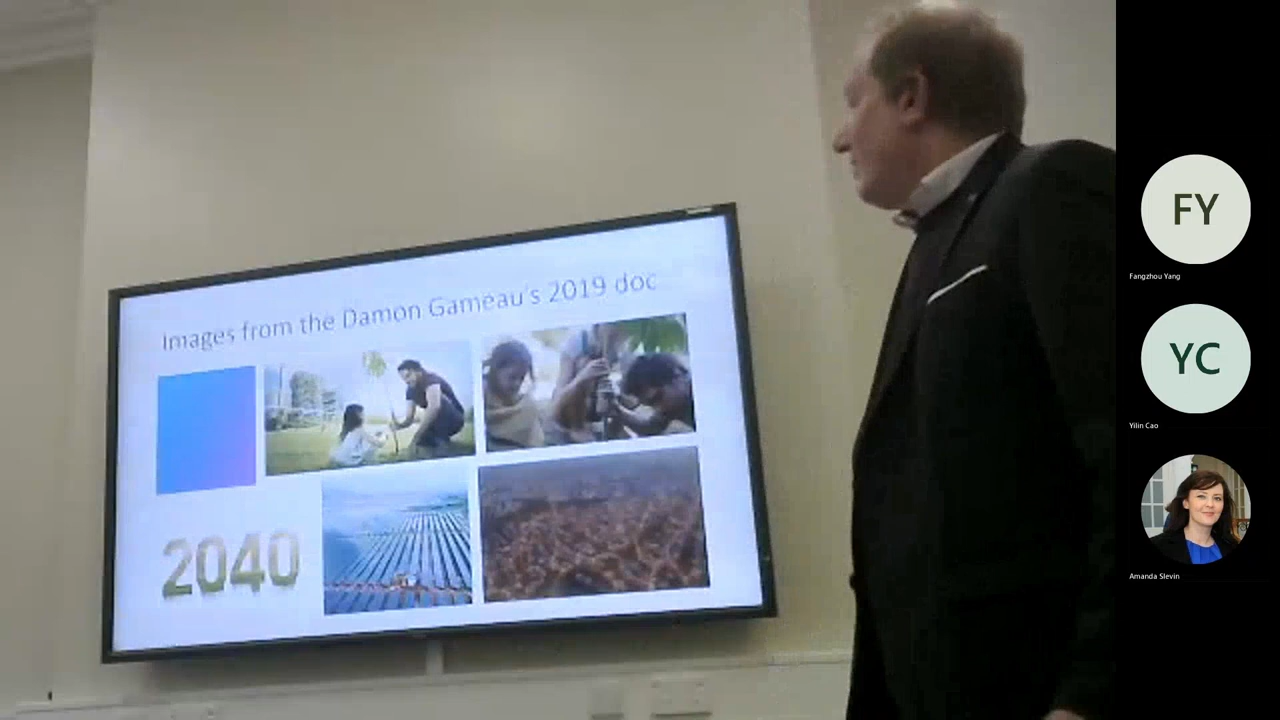 Images from the Damon Gameau's 2019 doc
2040
FY
Fangzhou Yang
YC
Yilin Cao
Amanda Slevin